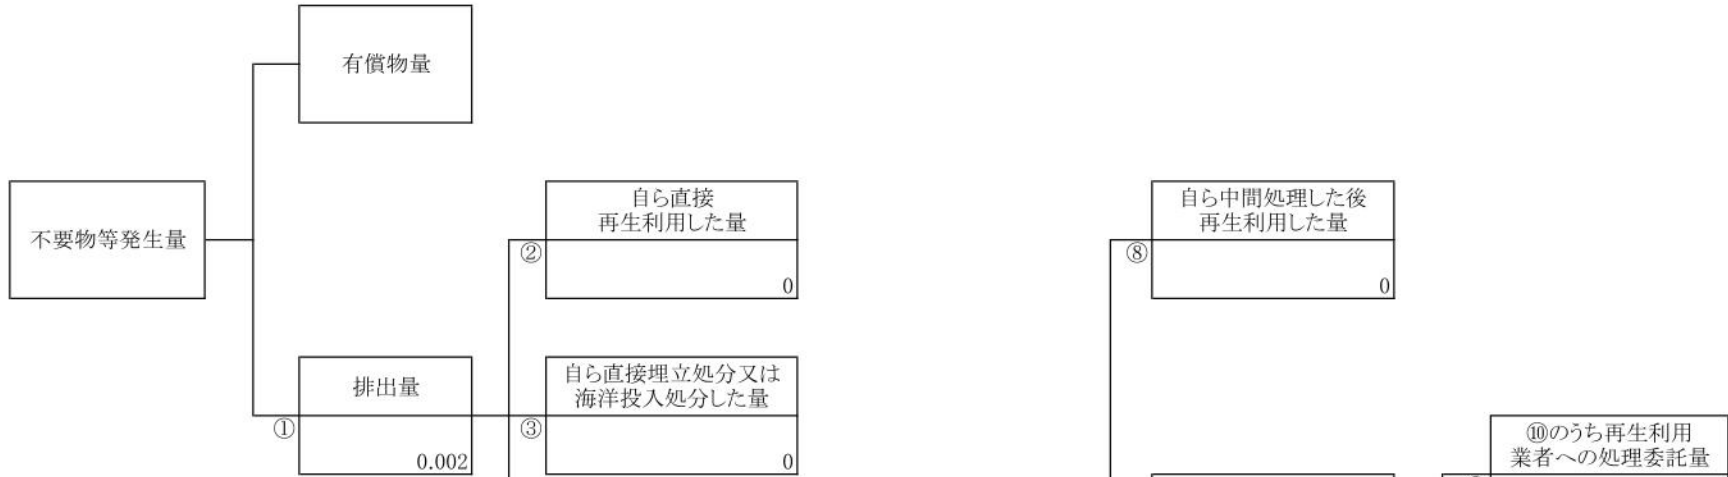 有償物量
不要物等発生量
自ら直接
再生利用した量
②
0
自ら中間処理した後
再生利用した量
⑧
0
排出量
①
0.002
自ら直接埋立処分又は
海洋投入処分した量
③
0
⑩のうち再生利用
業者への処理委託量